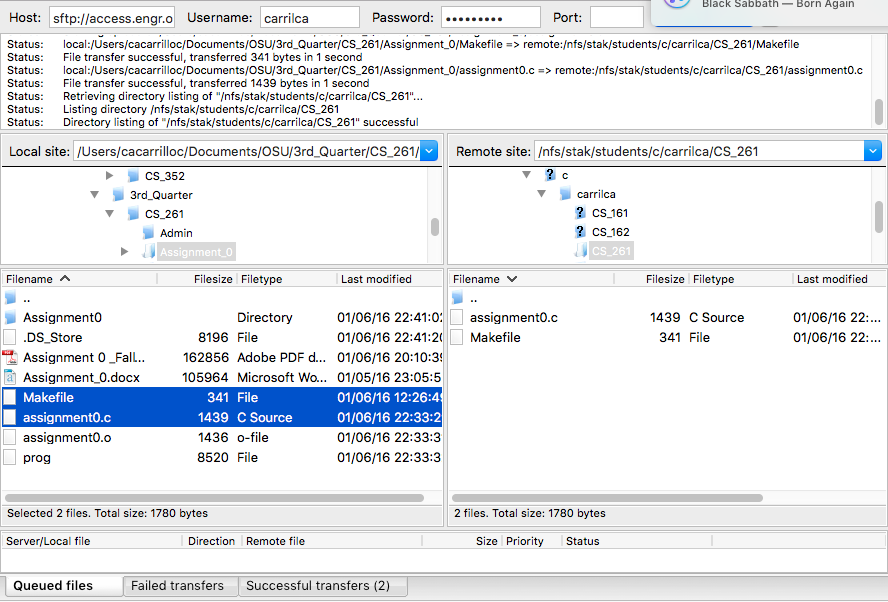 Host: sftp://access.engr.o Username: carrilca Password: ••••••••• Port:
Black Sabbath — Born Again
Status: local:/Users/cacarrilloc/Documents/OSU/3rd_Quarter/CS_261/Assignment_0/Makefile => remote:/nfs/stak/students/c/carrilca/CS_261/Makefile
Status: File transfer successful, transferred 341 bytes in 1 second
Status: local:/Users/cacarrilloc/Documents/OSU/3rd_Quarter/CS_261/Assignment_0/assignment0.c => remote:/nfs/stak/students/c/carrilca/CS_261/assignment0.c
Status: File transfer successful, transferred 1439 bytes in 1 second
Status: Retrieving directory listing of "/nfs/stak/students/c/carrilca/CS_261"...
Status: Listing directory /nfs/stak/students/c/carrilca/CS_261
Status: Directory listing of "/nfs/stak/students/c/carrilca/CS_261" successful
Local site: /Users/cacarrilloc/Documents/OSU/3rd_Quarter/CS_261/
CS_352
3rd_Quarter
CS_261
Admin
Assignment_0
Filename Filesize Filetype Last modified
..
Assignment0 Directory 01/06/16 22:41:02
.DS_Store 8196 File 01/06/16 22:41:20
Assignment 0 _Fall... 162856 Adobe PDF d... 01/06/16 20:10:39
Assignment_0.docx 105964 Microsoft Wo... 01/05/16 23:05:5
Makefile 341 File 01/06/16 12:26:49
assignment0.c 1439 C Source 01/06/16 22:33:2
assignment0.o 1436 o-file 01/06/16 22:33:3
prog 8520 File 01/06/16 22:33:3
Selected 2 files. Total size: 1780 bytes
Remote site: /nfs/stak/students/c/carrilca/CS_261
? c
carrilca
? CS_161
? CS_162
CS_261
Filename Filesize Filetype Last modified
..
assignment0.c 1439 C Source 01/06/16 22:...
Makefile 341 File 01/06/16 22:...
2 files. Total size: 1780 bytes
Server/Local file Direction Remote file Size Priority Status
Queued files Failed transfers Successful transfers (2)